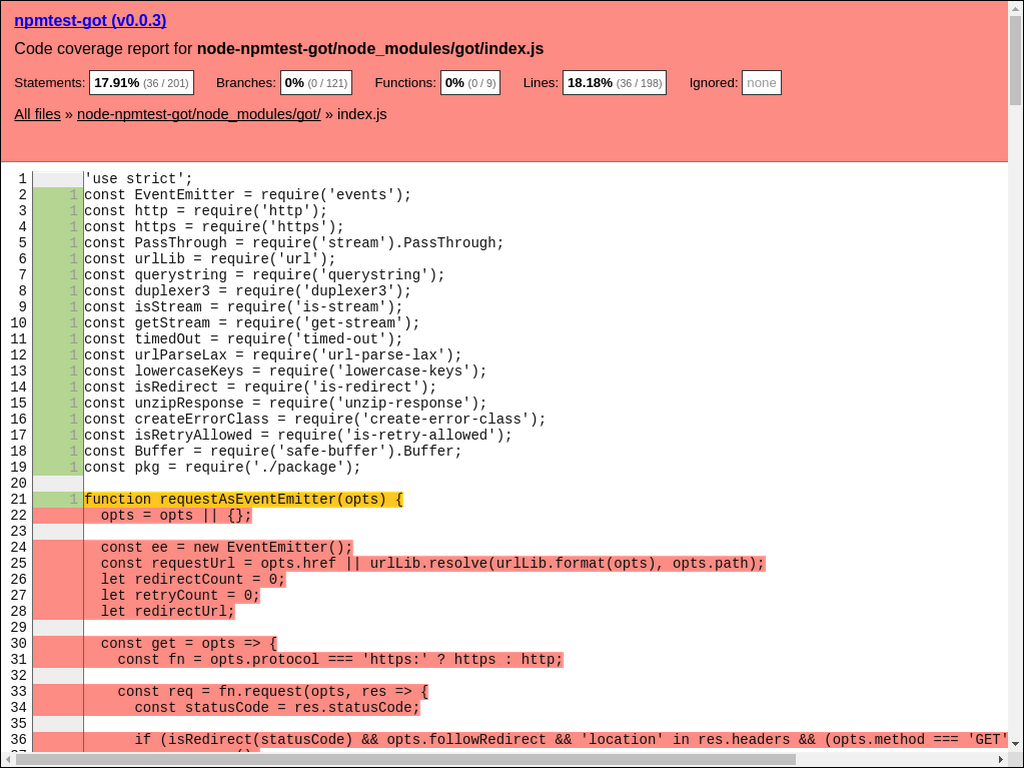 npmtest-got (v0.0.3)
Code coverage report for node-npmtest-got/node_modules/got/index.js
Statements: 17.91% (36 / 201) Branches: 0% (0 / 121) Functions: 0% (0 / 9) Lines: 18.18% (36 / 198) Ignored: none
All files » node-npmtest-got/node_modules/got/ » index.js
1 'use strict';
2 1 const EventEmitter = require('events');
3 1 const http = require('http');
4 1 const https = require('https');
5 1 const PassThrough = require('stream').PassThrough;
6 1 const urlLib = require('url');
7 1 const querystring = require('querystring');
8 1 const duplexer3 = require('duplexer3');
9 1 const isStream = require('is-stream');
10 1 const getStream = require('get-stream');
11 1 const timedOut = require('timed-out');
12 1 const urlParseLax = require('url-parse-lax');
13 1 const lowercaseKeys = require('lowercase-keys');
14 1 const isRedirect = require('is-redirect');
15 1 const unzipResponse = require('unzip-response');
16 1 const createErrorClass = require('create-error-class');
17 1 const isRetryAllowed = require('is-retry-allowed');
18 1 const Buffer = require('safe-buffer').Buffer;
19 1 const pkg = require('./package');
20
21 1 function requestAsEventEmitter(opts) {
22 opts = opts || {};
23
24 const ee = new EventEmitter();
25 const requestUrl = opts.href || urlLib.resolve(urlLib.format(opts), opts.path);
26 let redirectCount = 0;
27 let retryCount = 0;
28 let redirectUrl;
29
30 const get = opts => {
31 const fn = opts.protocol === 'https:' ? https : http;
32
33 const req = fn.request(opts, res => {
34 const statusCode = res.statusCode;
35
36 if (isRedirect(statusCode) && opts.followRedirect && 'location' in res.headers && (opts.method === 'GET'